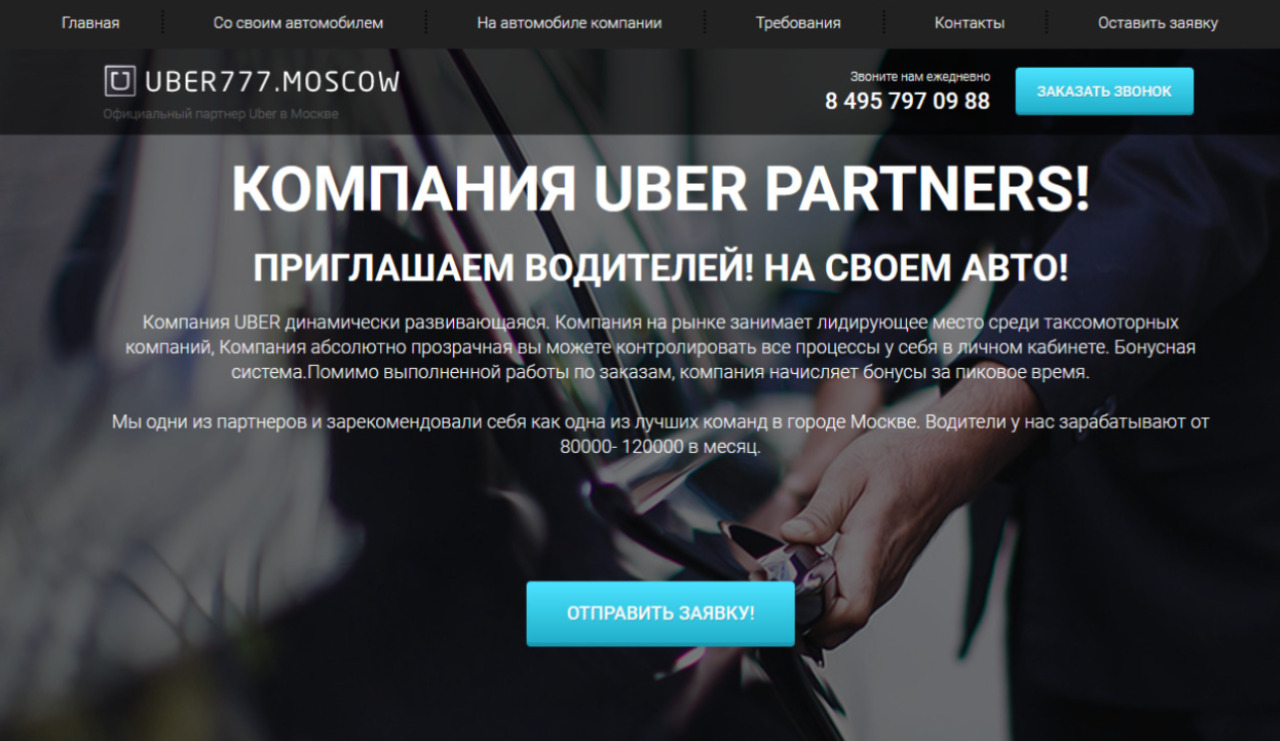 Главная
Со своим автомобилем
На автомобиле компании
Требования
Контакты
Оставить заявку
UBER777.MOSCOW
Официальный партнер Uber в Москве
Звоните нам ежедневно
8 495 797 09 88
ЗАКАЗАТЬ ЗВОНОК
КОМПАНИЯ UBER PARTNERS!
ПРИГЛАШАЕМ ВОДИТЕЛЕЙ! НА СВОЕМ АВТО!
Компания UBER динамически развивающаяся. Компания на рынке занимает лидирующее место среди таксомоторных
компаний, Компания абсолютно прозрачная вы можете контролировать все процессы у себя в личном кабинете. Бонусная
система.Помимо выполненной работы по заказам, компания начисляет бонусы за пиковое время.
Мы одни из партнеров и зарекомендовали себя как одна из лучших команд в городе Москве. Водители у нас зарабатывают от
80000- 120000 в месяц.
ОТПРАВИТЬ ЗАЯВКУ!